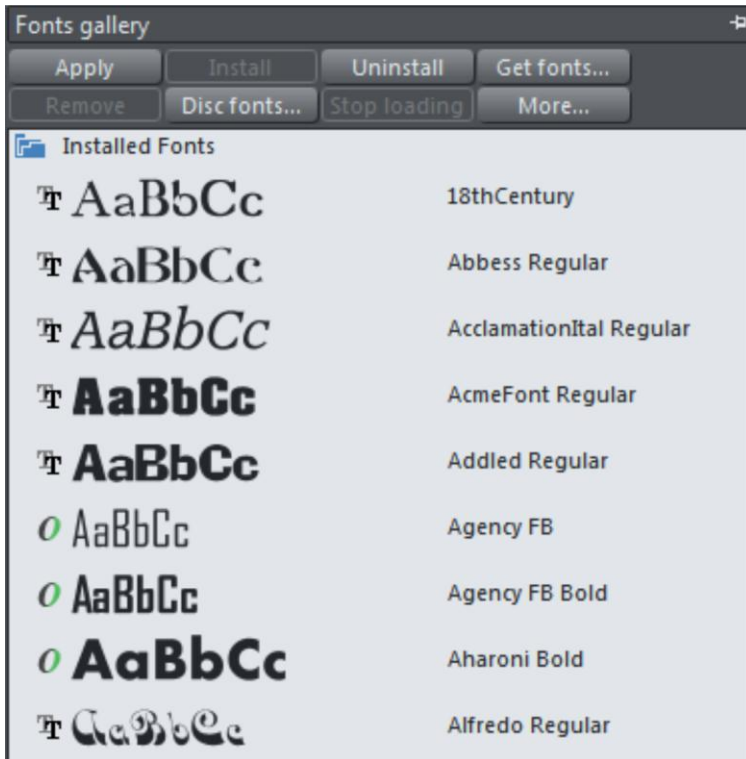 Fonts gallery
Apply Install Uninstall Get fonts...
Remove Disc fonts... Stop loading More...
Installed Fonts
AaBbCc 18thCentury
AaBbCc Abbess Regular
AaBbCc AcclamationItal Regular
AaBbCc AcmeFont Regular
AaBbCc Addled Regular
AaBbCc Agency FB
AaBbCc Agency FB Bold
AaBbCc Aharoni Bold
AaBbCc Alfredo Regular